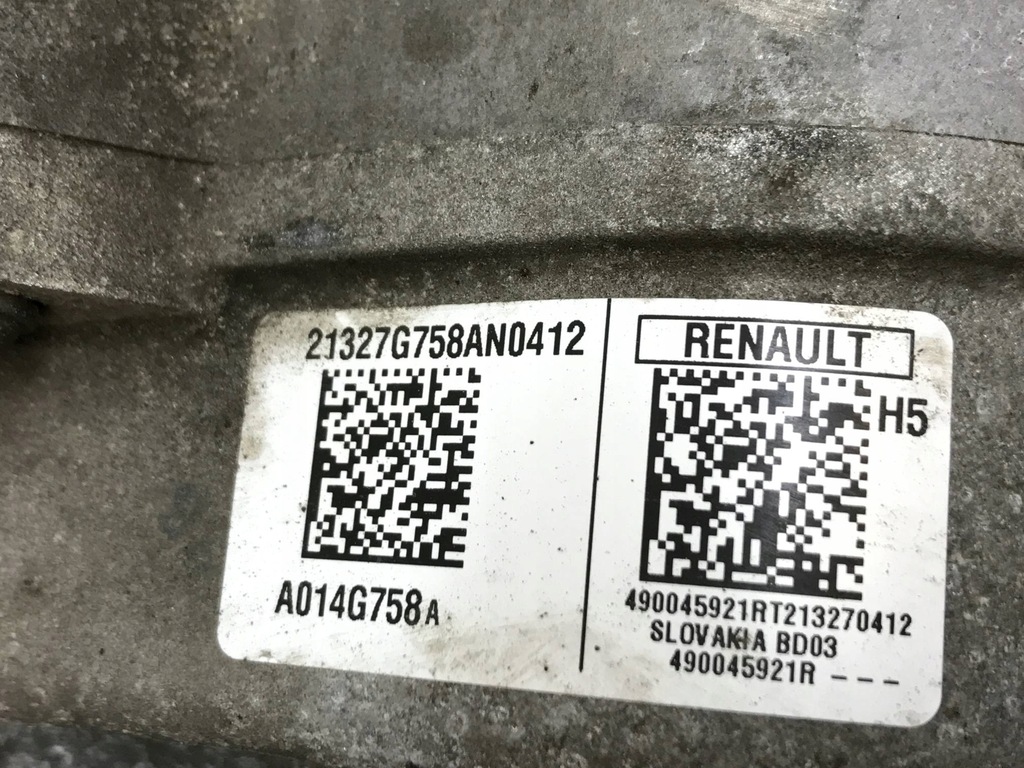 21327G758AN0412
A014G758A
RENAULT
H5
490045921RT213270412
SLOVAKIA BD03
490045921R ---